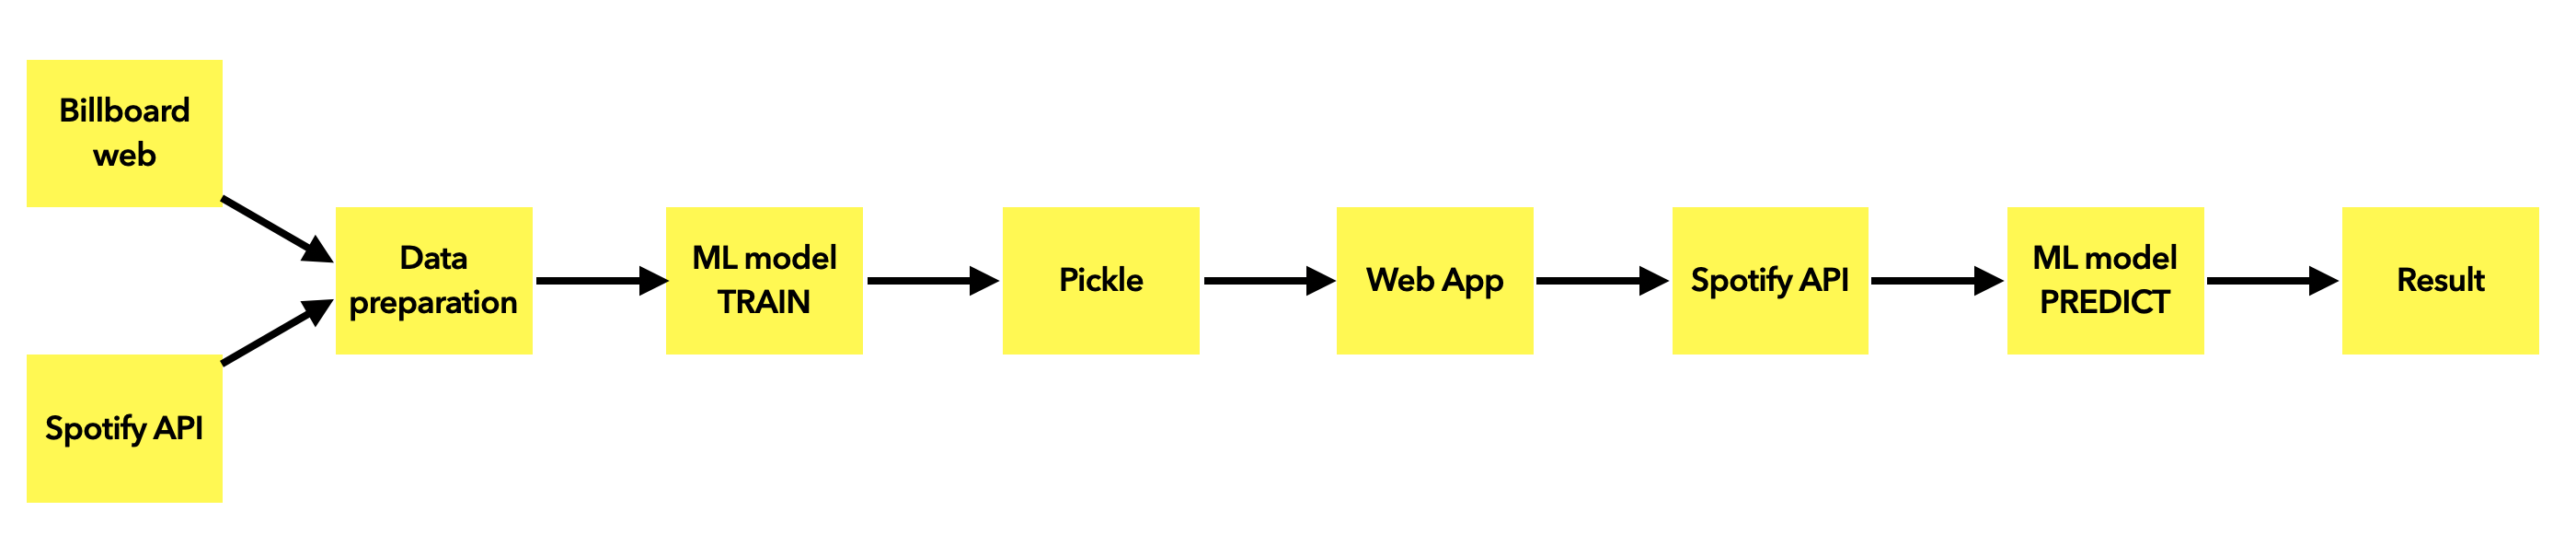 Billboard
web
Spotify API
Data
preparation
ML model
TRAIN
Pickle
Web App
Spotify API
ML model
PREDICT
Result